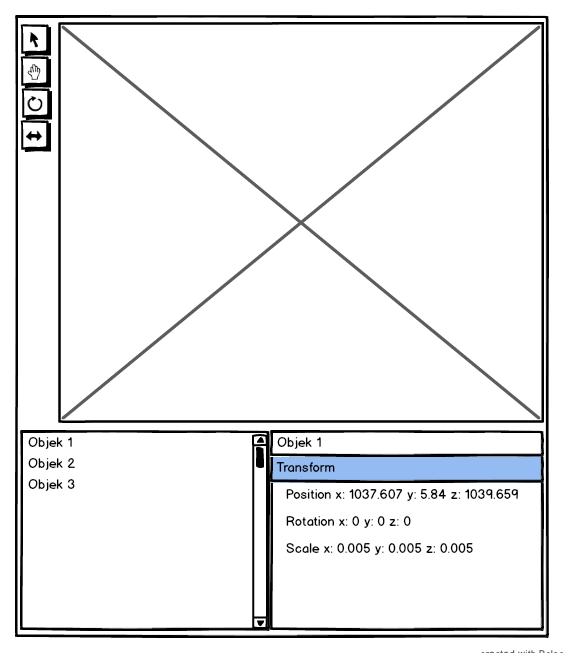 Objek 1
Objek 2
Objek 3
Objek 1
Transform
Position x: 1037.607 y: 5.84 z: 1039.659
Rotation x: 0 y: 0 z: 0
Scale x: 0.005 y: 0.005 z: 0.005
with